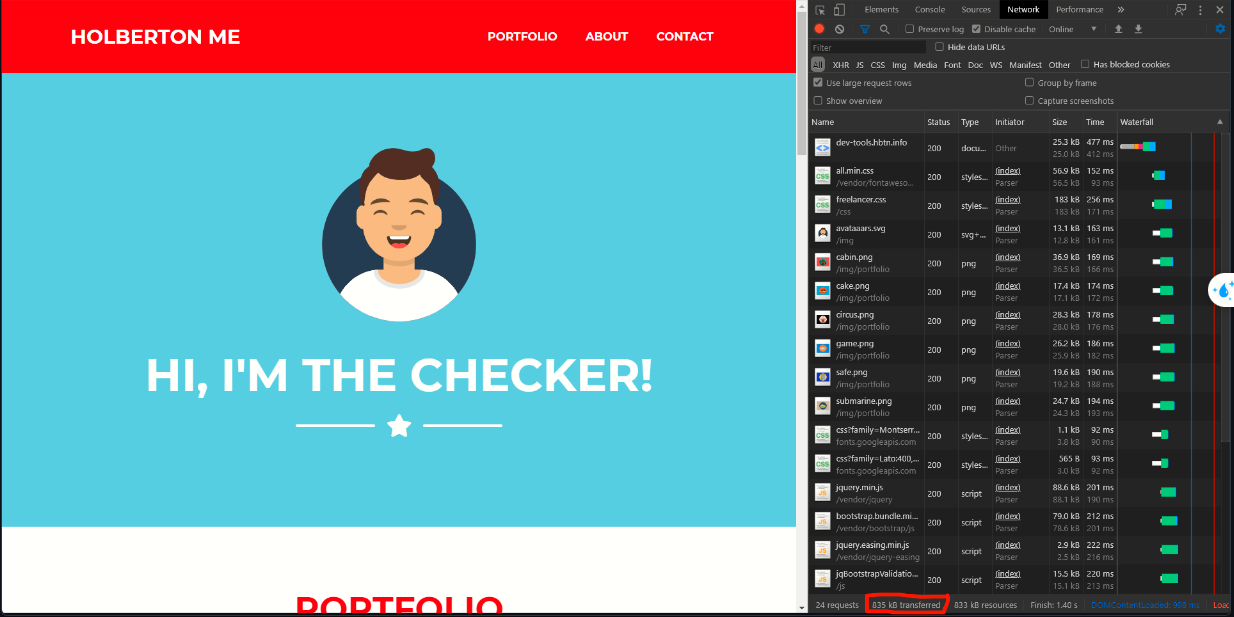 HOLBERTON ME
PORTFOLIO ABOUT CONTACT
HI, I'M THE CHECKER!
PORTFOLIO
Elements Console Sources Network Performance »
Preserve log Disable cache Online
Filter Hide data URLs
All XHR JS CSS Img Media Font Doc WS Manifest Other Has blocked cookies
Use large request rows Group by frame
Show overview Capture screenshots
Name Status Type Initiator Size Time Waterfall
dev-tools.hbtn.info 200 docu... Other 25.3 kB 477 ms
25.0 kB 412 ms
all.min.css 200 styles... (index) 56.9 kB 152 ms
/vendor/fontaweso... Parser 56.5 kB 93 ms
freelancer.css 200 styles... (index) 183 kB 256 ms
/css Parser 183 kB 171 ms
avataaars.svg 200 svg+... (index) 13.1 kB 163 ms
/img Parser 12.8 kB 161 ms
cabin.png 200 png (index) 36.9 kB 169 ms
/img/portfolio Parser 36.5 kB 166 ms
cake.png 200 png (index) 17.4 kB 174 ms
/img/portfolio Parser 17.1 kB 172 ms
circus.png 200 png (index) 28.3 kB 178 ms
/img/portfolio Parser 28.0 kB 176 ms
game.png 200 png (index) 26.2 kB 186 ms
/img/portfolio Parser 25.9 kB 182 ms
safe.png 200 png (index) 19.6 kB 190 ms
/img/portfolio Parser 19.2 kB 188 ms
submarine.png 200 png (index) 24.7 kB 194 ms
/img/portfolio Parser 24.3 kB 193 ms
css?family=Montserr... 200 styles... (index) 1.1 kB 92 ms
fonts.googleapis.com Parser 3.8 kB 90 ms
css?family=Lato:400,... 200 styles... (index) 565 B 93 ms
fonts.googleapis.com Parser 3.0 kB 92 ms
jquery.min.js 200 script (index) 88.6 kB 201 ms
/vendor/jquery Parser 88.1 kB 190 ms
bootstrap.bundle.mi... 200 script (index) 79.0 kB 212 ms
/vendor/bootstrap/js Parser 78.6 kB 201 ms
jquery.easing.min.js 200 script (index) 2.9 kB 222 ms
/vendor/jquery-easing Parser 2.5 kB 216 ms
jqBootstrapValidatio... 200 script (index) 15.5 kB 220 ms
/js Parser 15.1 kB 213 ms
24 requests 835 kB transferred 833 kB resources Finish: 1.40 s DOMContentLoaded: 998 ms Load